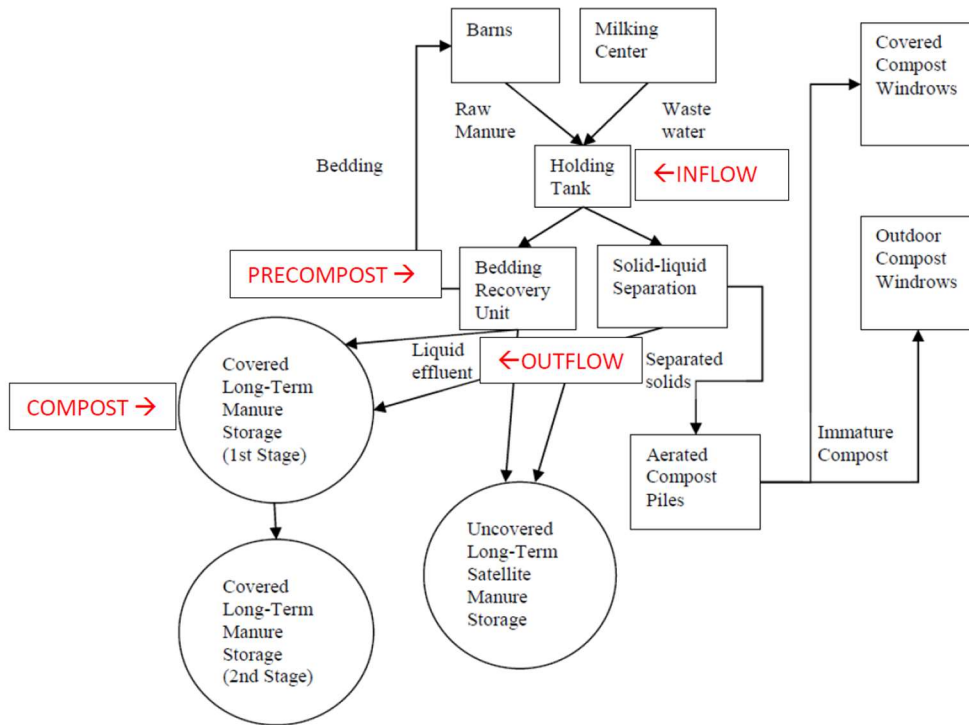 Barns
Milking
Center
Covered
Compost
Windrows
Raw
Manure
Waste
water
Bedding
Holding
Tank
←INFLOW
Outdoor
Compost
Windrows
PRECOMPOST →
Bedding
Recovery
Unit
Solid-liquid
Separation
Liquid
effluent
←OUTFLOW
Separated
solids
COMPOST →
Covered
Long-Term
Manure
Storage
(1st Stage)
Aerated
Compost
Piles
Immature
Compost
Uncovered
Long-Term
Satellite
Manure
Storage
Covered
Long-Term
Manure
Storage
(2nd Stage)